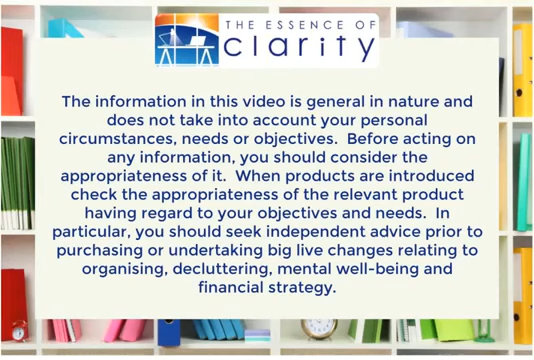 THE ESSENCE OF
clarity
The information in this video is general in nature and
does not take into account your personal
circumstances, needs or objectives. Before acting on
any information, you should consider the
appropriateness of it. When products are introduced
check the appropriateness of the relevant product
having regard to your objectives and needs. In
particular, you should seek independent advice prior to
purchasing or undertaking big live changes relating to
organising, decluttering, mental well-being and
financial strategy.